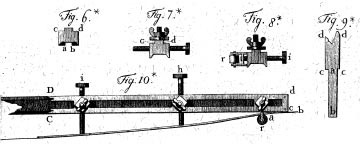 Fig. 6.*
Fig. 7.*
Fig. 8.*
Fig. 9.*
c d
a b
c d
r i
d
c c
a
b
Fig. 10.*
i h
D d
C c b
a
r